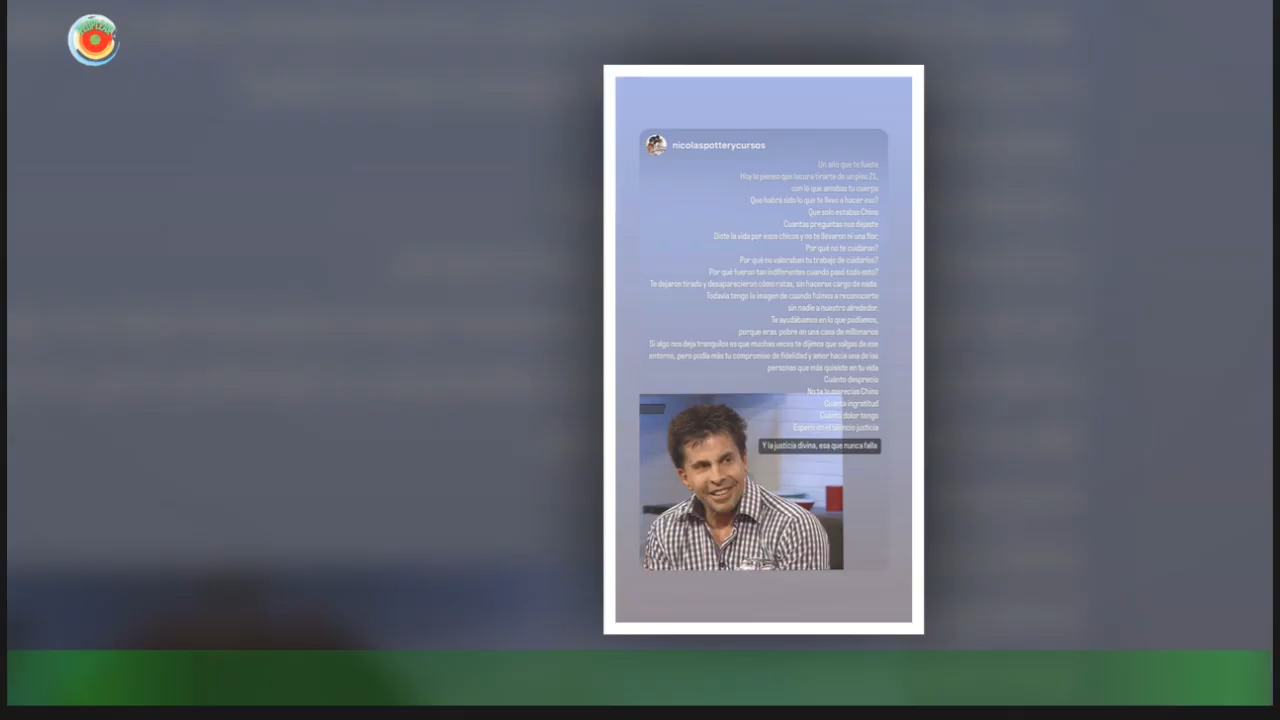 nicolaspotterycursos
Un año que te fuiste
Hoy lo pienso que locura tirarte de un piso 21,
con lo que amabas tu cuerpo
Que habrá sido lo que te llevo a hacer eso?
Que solo estabas Chino
Cuantas preguntas nos dejaste
Diste la vida por esos chicos y no te llevaron ni una flor,
Por qué no te cuidaron?
Por qué no valoraban tu trabajo de cuidarlos?
Por qué fueron tan indiferentes cuando pasó todo esto?
Te dejaron tirado y desaparecieron cómo ratas, sin hacerse cargo de nada
Todavía tengo la imagen de cuando fuimos a reconocerte
sin nadie a nuestro alrededor.
Te ayudábamos en lo que podíamos,
porque eras pobre en una casa de millonarios
Si algo nos deja tranquilos es que muchas veces te dijimos que salgas de ese
entorno, pero podía más tu compromiso de fidelidad y amor hacia una de las
personas que más quisiste en tu vida
Cuánto desprecio
No te lo merecías Chino
Cuanta ingratitud
Cuánto dolor tengo
Espero en el silencio justicia
Y la justicia divina, esa que nunca falla